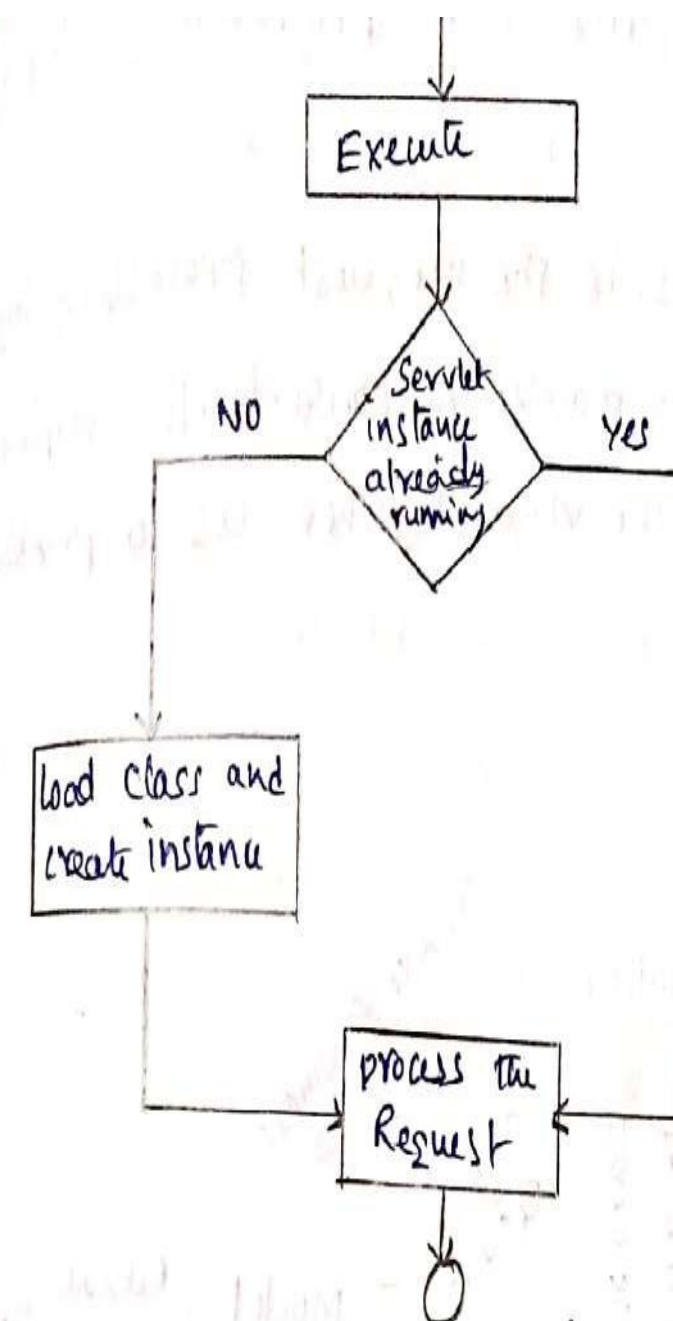 Execute
Servlet
instance
already
running
NO
Yes
load class and
create instance
process the
Request